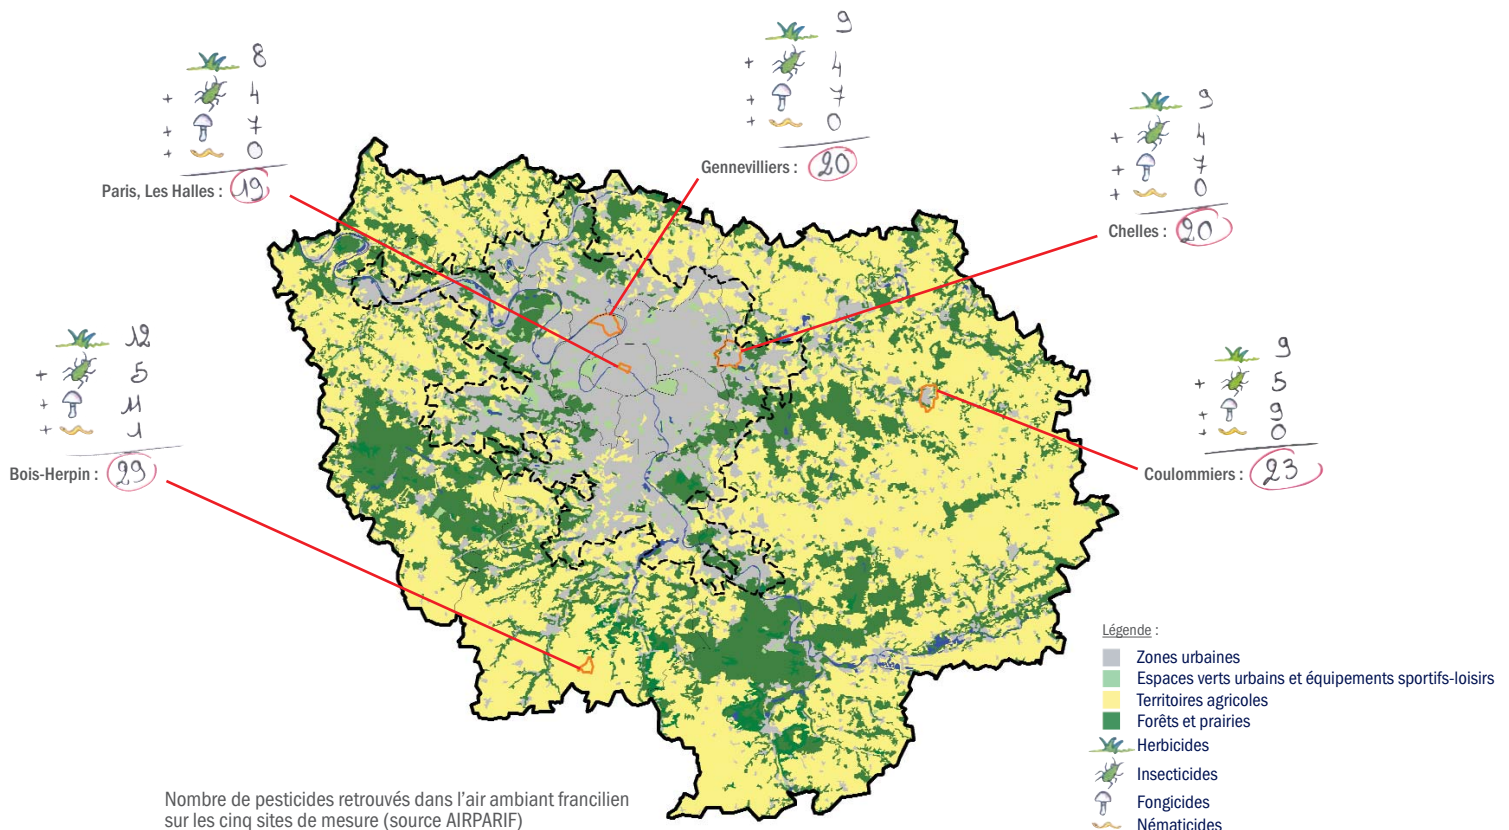 8
+ 4
+ 7
+ 0
Paris, Les Halles : 19
9
+ 4
+ 7
+ 0
Gennevilliers : 20
9
+ 4
+ 7
+ 0
Chelles : 20
12
+ 5
+ 11
+ 1
Bois-Herpin : 29
9
+ 5
+ 9
+ 0
Coulommiers : 23
Légende :
Zones urbaines
Espaces verts urbains et équipements sportifs-loisirs
Territoires agricoles
Forêts et prairies
Herbicides
Insecticides
Fongicides
Nématicides
Nombre de pesticides retrouvés dans l'air ambiant francilien
sur les cinq sites de mesure (source AIRPARIF)